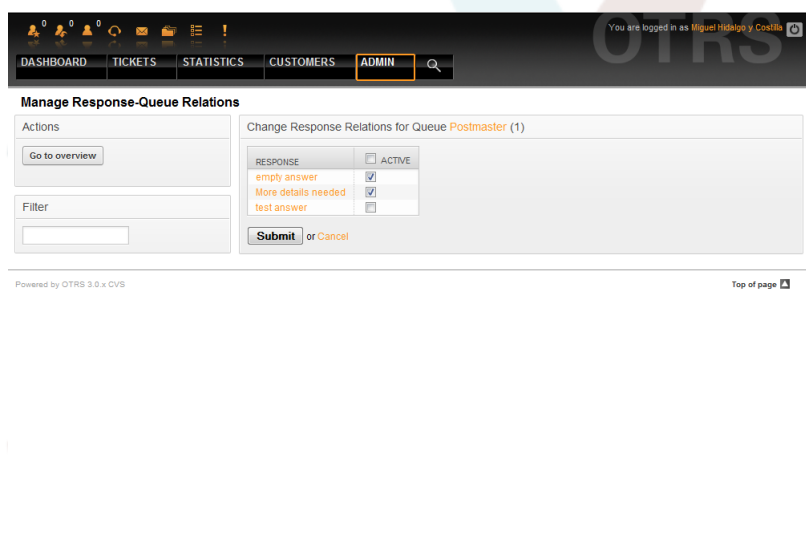 0 0 0
OTRS
You are logged in as Miguel Hidalgo y Costilla
DASHBOARD TICKETS STATISTICS CUSTOMERS ADMIN
Manage Response-Queue Relations
Actions
Go to overview
Filter
Change Response Relations for Queue Postmaster (1)
RESPONSE ACTIVE
empty answer
More details needed
test answer
Submit or Cancel
Powered by OTRS 3.0.x CVS
Top of page